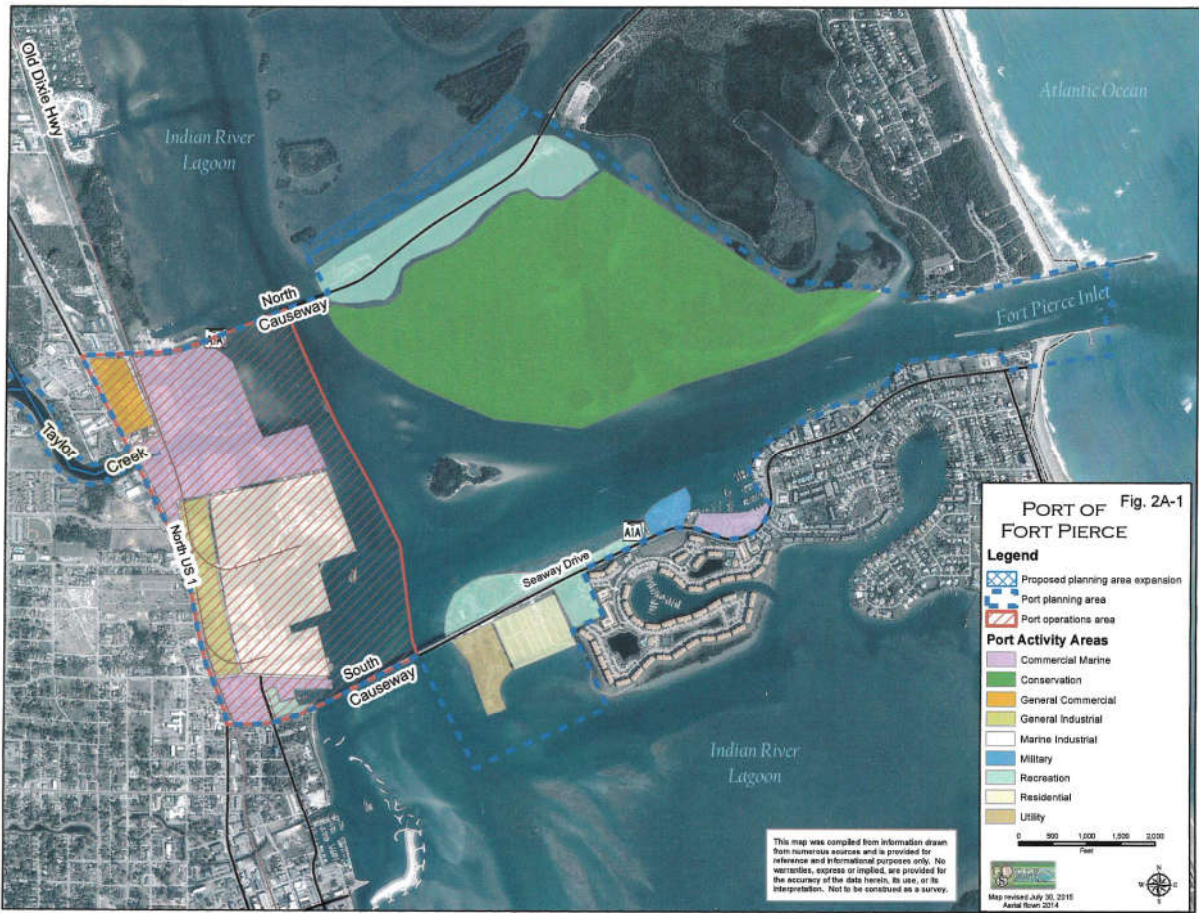 Old Dixie Hwy
Indian River
Lagoon
Atlantic Ocean
North
Causeway
A1A
Fort Pierce Inlet
Taylor
Creek
North US 1
A1A
Seaway Drive
South
Causeway
Indian River
Lagoon
Fig. 2A-1
PORT OF
FORT PIERCE
Legend
Proposed planning area expansion
Port planning area
Port operations area
Port Activity Areas
Commercial Marine
Conservation
General Commercial
General Industrial
Marine Industrial
Military
Recreation
Residential
Utility
0 500 1,000 1,500 2,000
Feet
N
W E
S
Map revised July 30, 2015
Aerial flown 2014
This map was compiled from information drawn
from numerous sources and is provided for
reference and informational purposes only. No
warranties, express or implied, are provided for
the accuracy of the data herein, its use, or its
interpretation. Not to be construed as a survey.